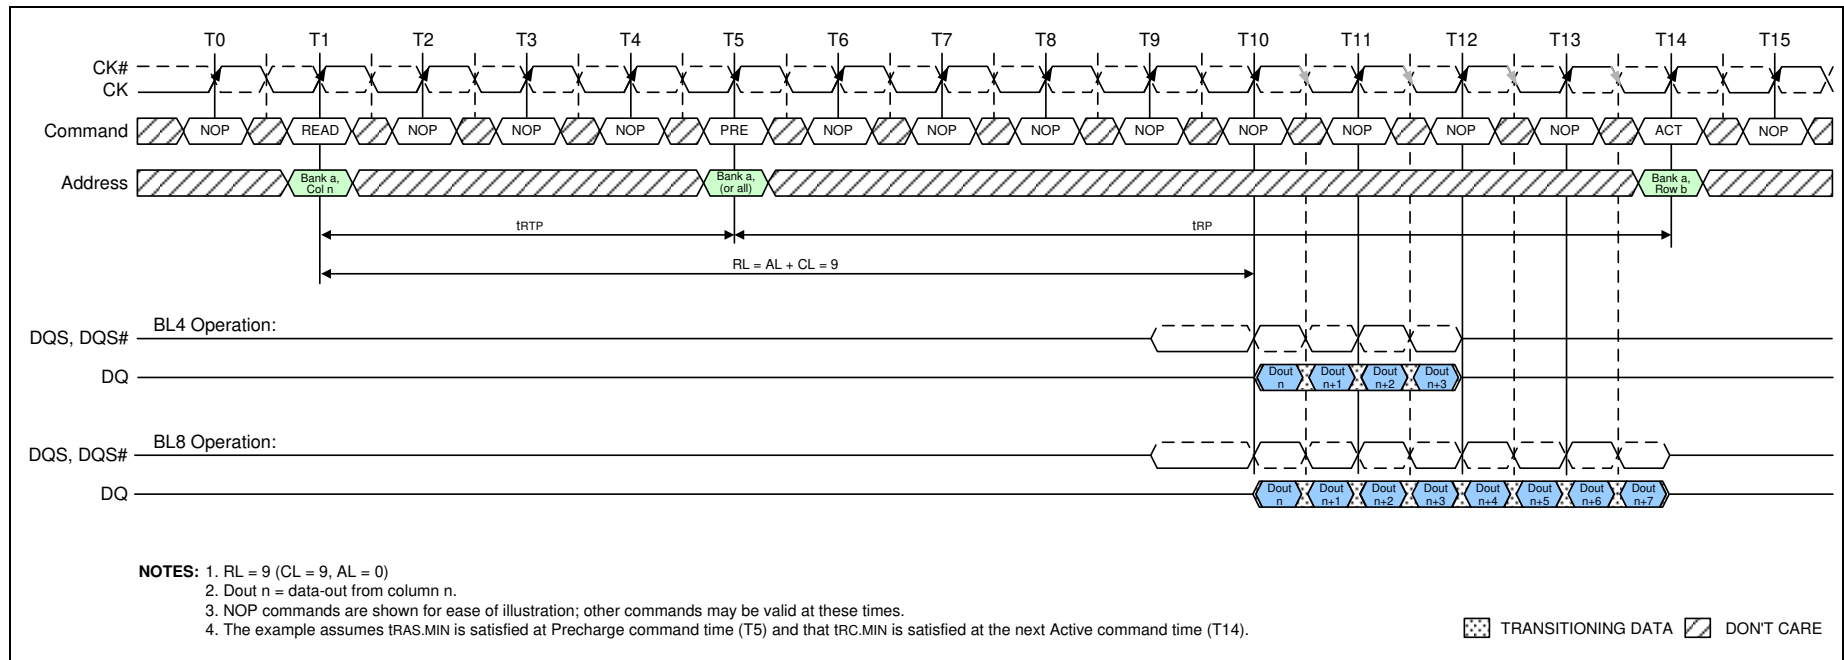 T0 T1 T2 T3 T4 T5 T6 T7 T8 T9 T10 T11 T12 T13 T14 T15
CK#
CK
Command NOP READ NOP NOP NOP PRE NOP NOP NOP NOP NOP NOP NOP NOP ACT NOP
Address Bank a, Bank a, Bank a,
Col n (or all) Row b
tRTP tRP
RL = AL + CL = 9
BL4 Operation:
DQS, DQS#
DQ Dout Dout Dout Dout
n n+1 n+2 n+3
BL8 Operation:
DQS, DQS#
DQ Dout Dout Dout Dout Dout Dout Dout Dout
n n+1 n+2 n+3 n+4 n+5 n+6 n+7
NOTES: 1. RL = 9 (CL = 9, AL = 0)
2. Dout n = data-out from column n.
3. NOP commands are shown for ease of illustration; other commands may be valid at these times.
4. The example assumes tRAS.MIN is satisfied at Precharge command time (T5) and that tRC.MIN is satisfied at the next Active command time (T14).
TRANSITIONING DATA DON'T CARE